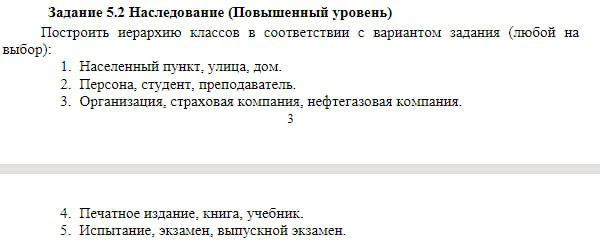 Задание 5.2 Наследование (Повышенный уровень)
Построить иерархию классов в соответствии с вариантом задания (любой на
выбор):
1. Населенный пункт, улица, дом.
2. Персона, студент, преподаватель.
3. Организация, страховая компания, нефтегазовая компания.
3
4. Печатное издание, книга, учебник.
5. Испытание, экзамен, выпускной экзамен.